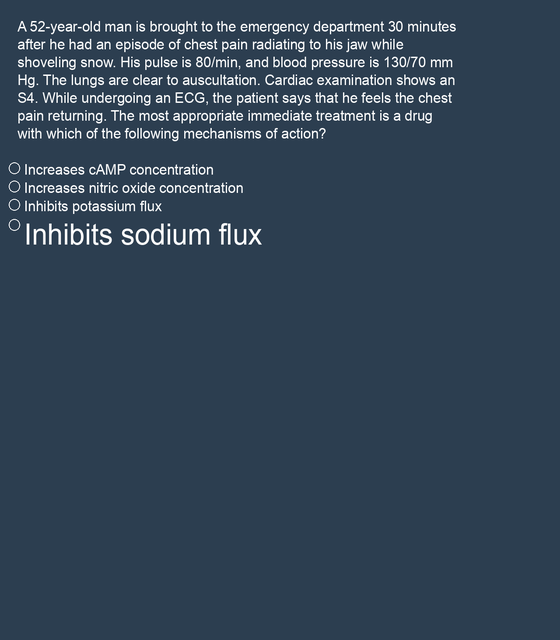 A 52-year-old man is brought to the emergency department 30 minutes
after he had an episode of chest pain radiating to his jaw while
shoveling snow. His pulse is 80/min, and blood pressure is 130/70 mm
Hg. The lungs are clear to auscultation. Cardiac examination shows an
S4. While undergoing an ECG, the patient says that he feels the chest
pain returning. The most appropriate immediate treatment is a drug
with which of the following mechanisms of action?
Increases cAMP concentration
Increases nitric oxide concentration
Inhibits potassium flux
Inhibits sodium flux